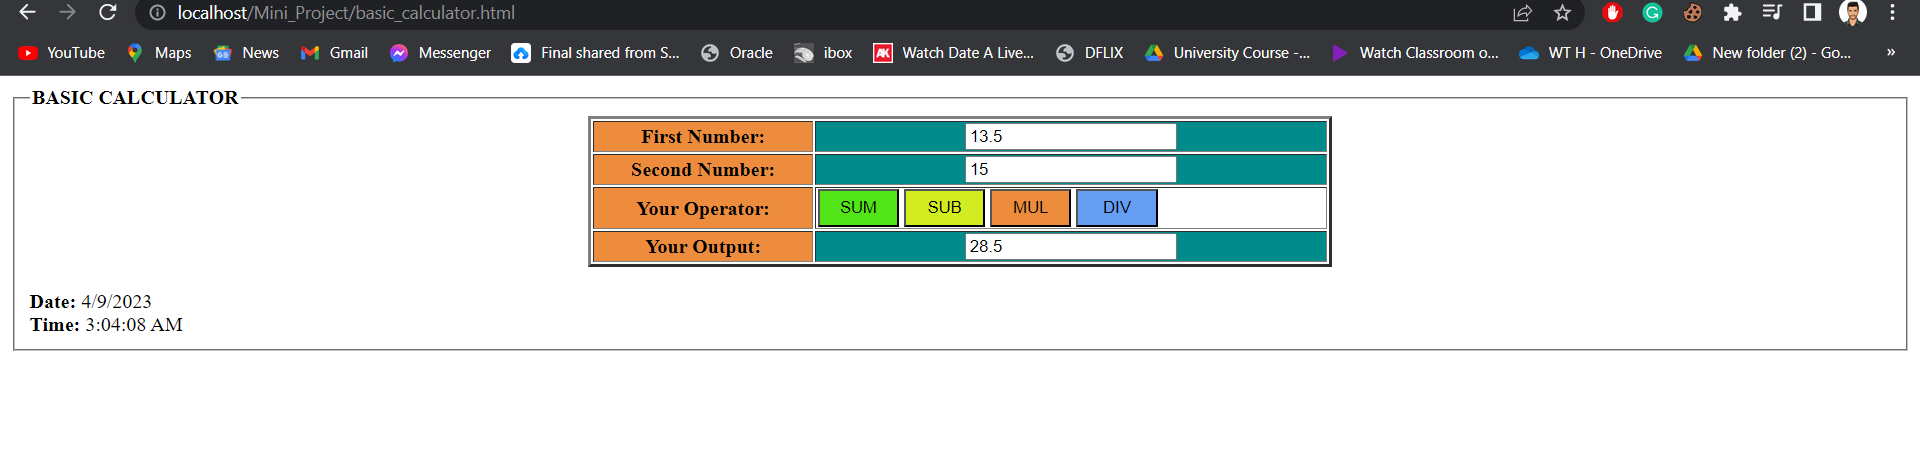 localhost/Mini_Project/basic_calculator.html
YouTube Maps News Gmail Messenger Final shared from S... Oracle ibox Watch Date A Live... DFLIX University Course -... Watch Classroom o... WT H - OneDrive New folder (2) - Go... »
BASIC CALCULATOR
First Number: 13.5
Second Number: 15
Your Operator: SUM SUB MUL DIV
Your Output: 28.5
Date: 4/9/2023
Time: 3:04:08 AM